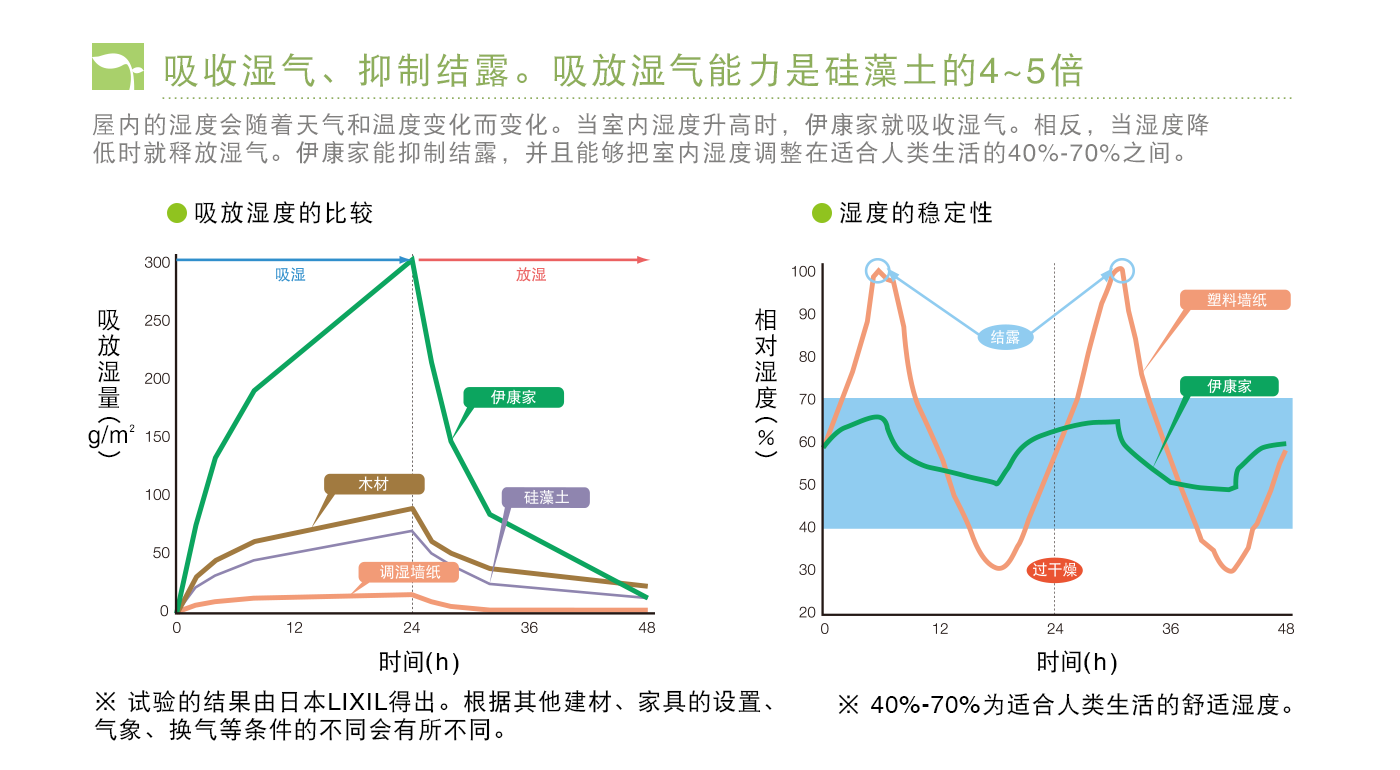 吸收湿气、抑制结露。吸放湿气能力是硅藻土的4~5倍
屋内的湿度会随着天气和温度变化而变化。当室内湿度升高时，伊康家就吸收湿气。相反，当湿度降
低时就释放湿气。伊康家能抑制结露，并且能够把室内湿度调整在适合人类生活的40%-70%之间。
吸放湿度的比较
吸放湿量(g/m²)
300
250
200
150
100
50
0
吸湿
放湿
伊康家
木材
硅藻土
调湿墙纸
0 12 24 36 48
时间(h)
※ 试验的结果由日本LIXIL得出。根据其他建材、家具的设置、
气象、换气等条件的不同会有所不同。
湿度的稳定性
相对湿度(%)
100
90
80
70
60
50
40
30
20
塑料墙纸
结露
伊康家
过干燥
0 12 24 36 48
时间(h)
※ 40%-70%为适合人类生活的舒适湿度。